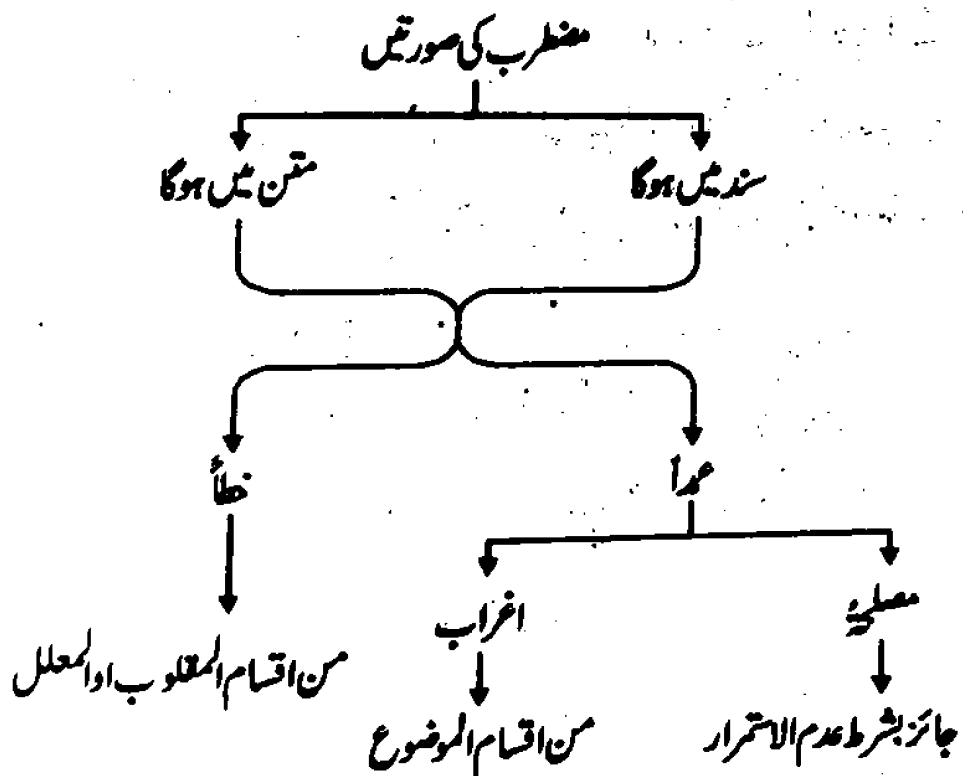 مضطرب کی صورتیں
سند میں ہوگا
متن میں ہوگا
عمداً
خطأً
مصلحۃً
اغراب
من اقسام المقلوب او المعلل
جائز بشرط عدم الاستمرار
من اقسام الموضوع